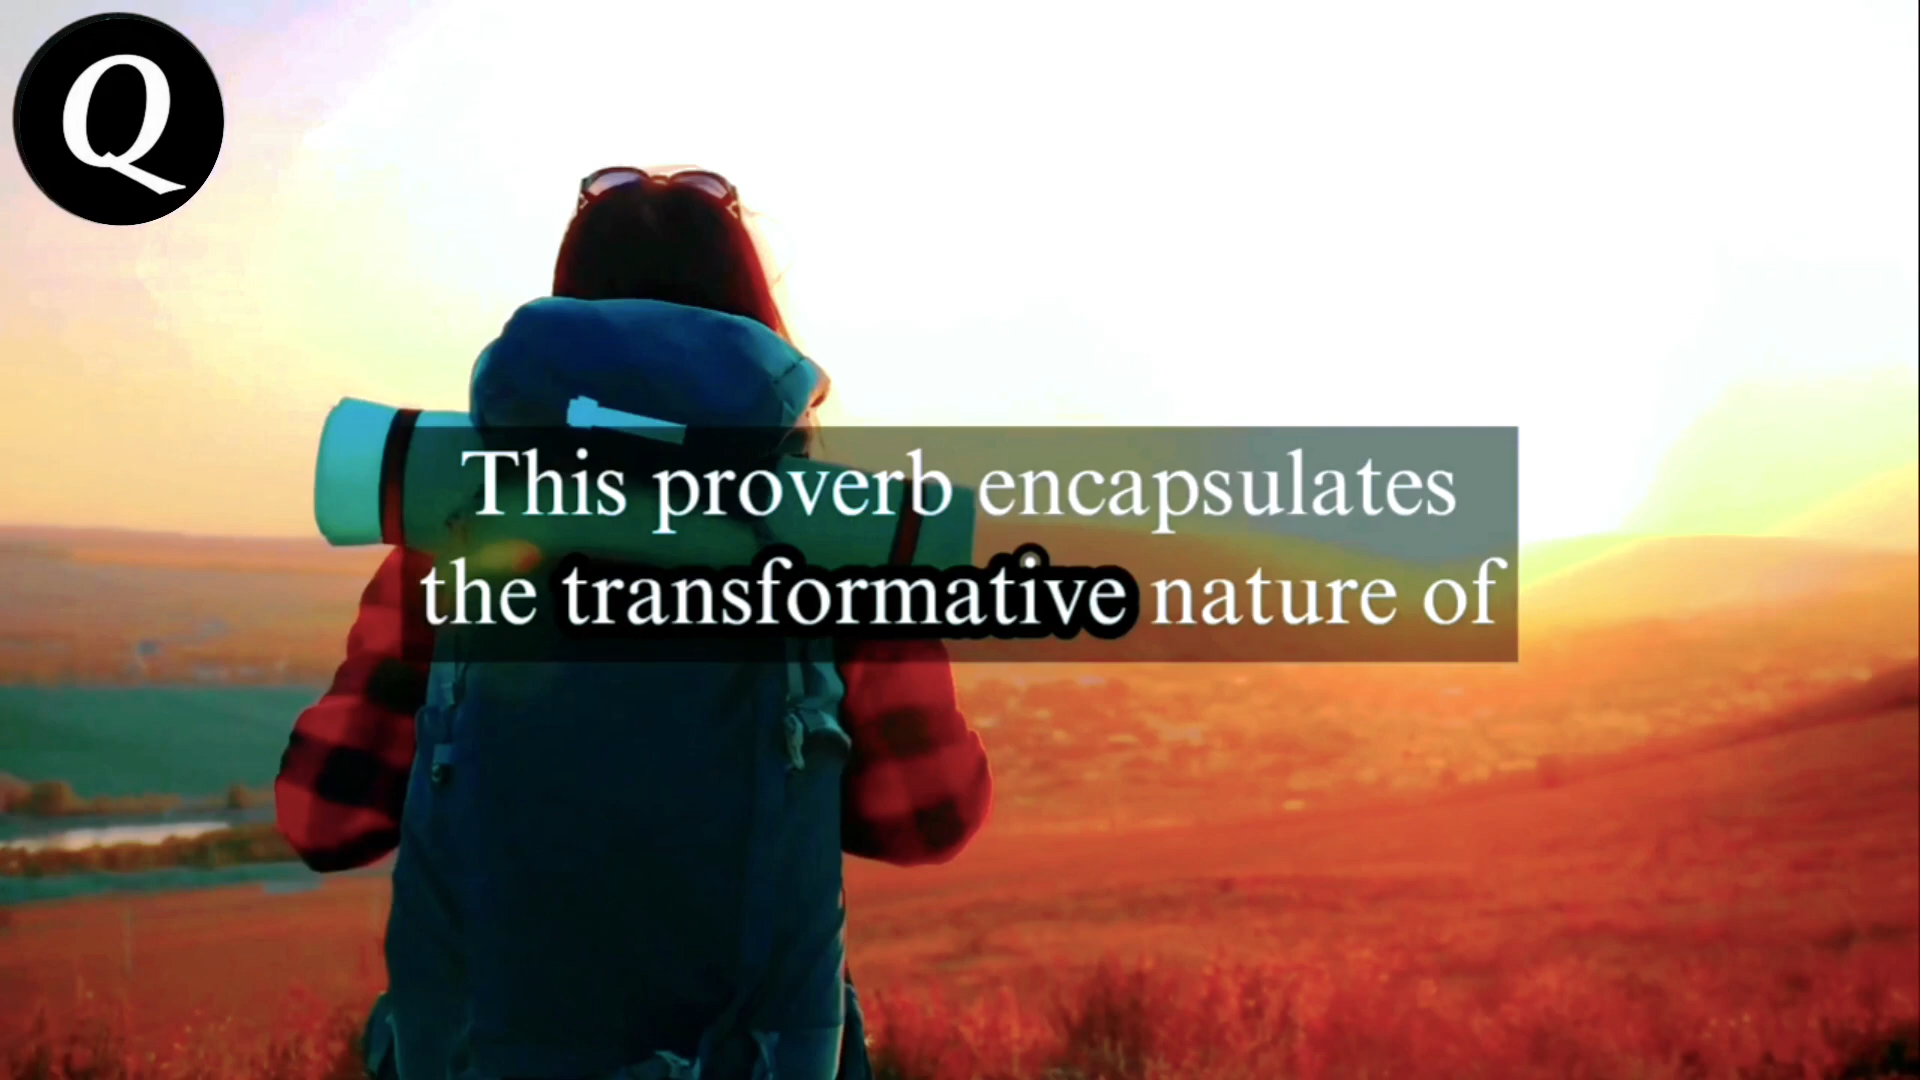 Q
This proverb encapsulates
the transformative nature of